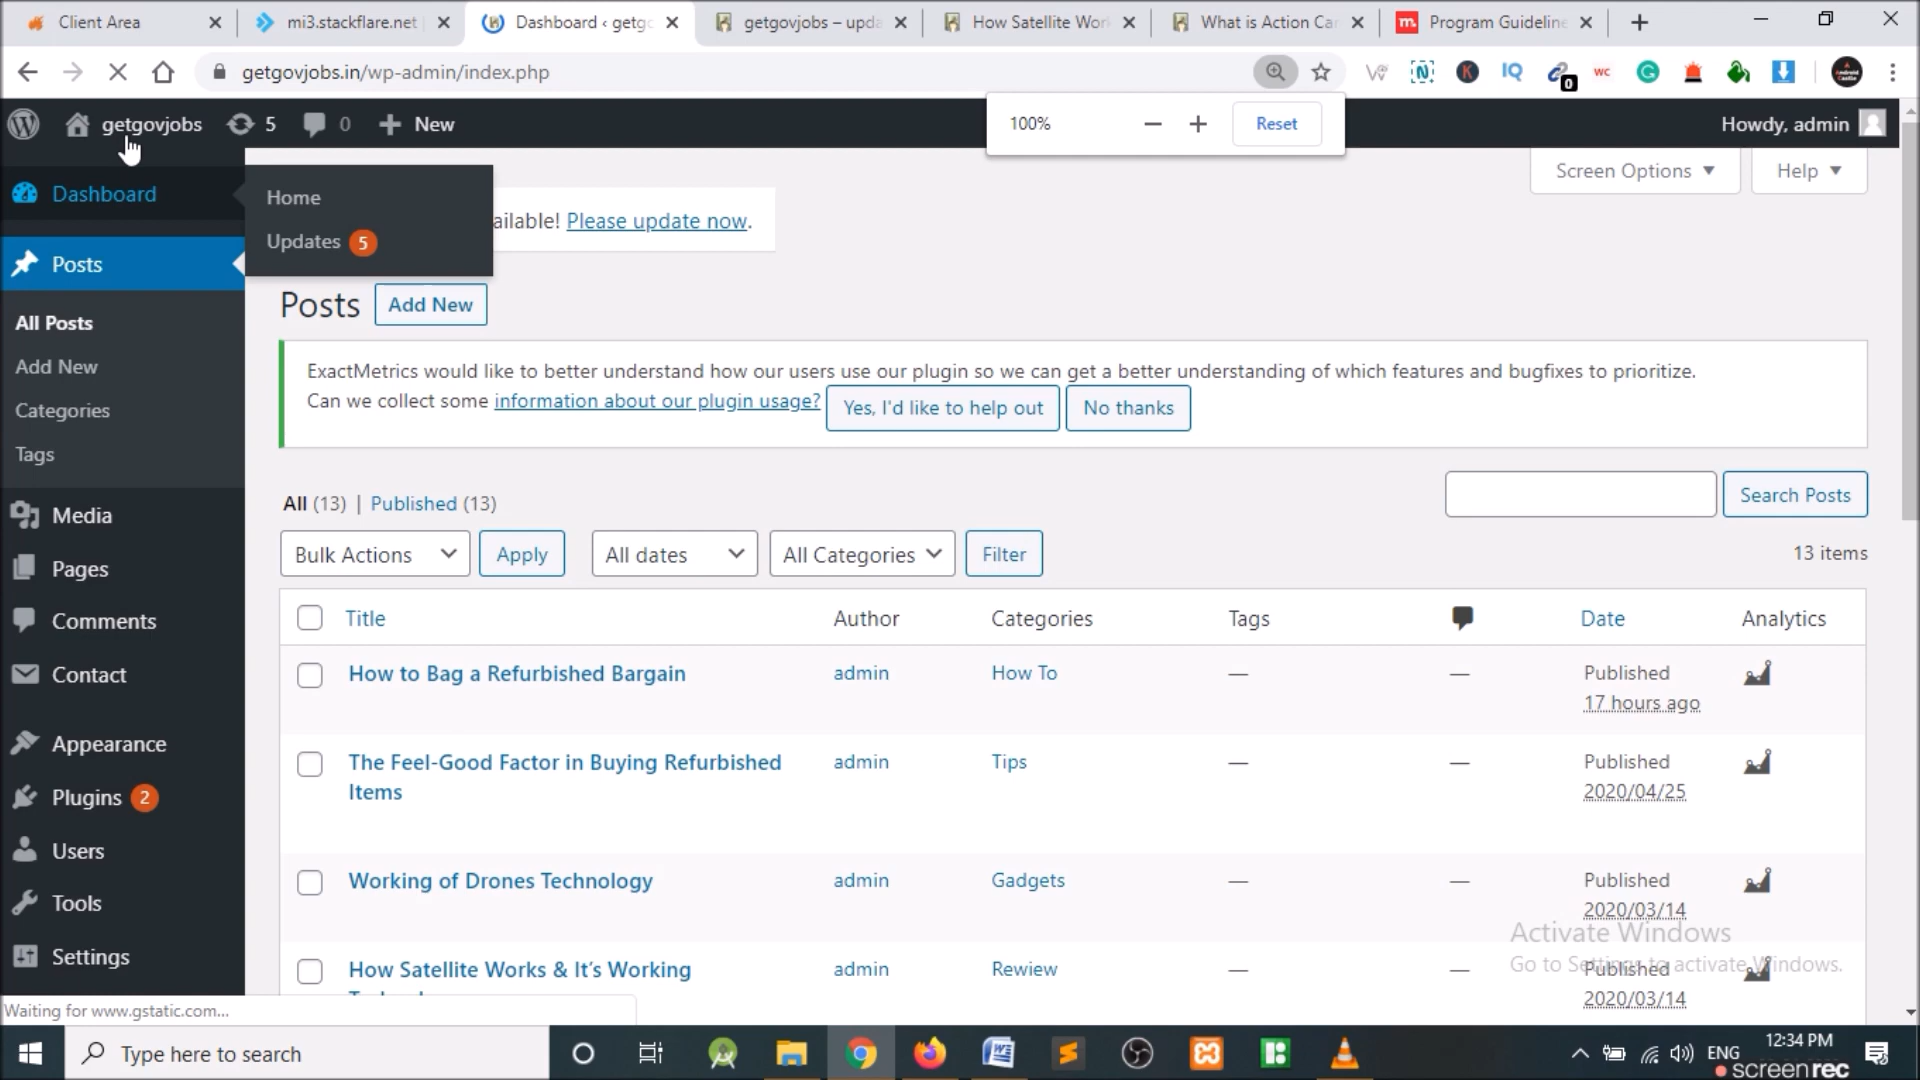 Client Area
mi3.stackflare.net
Dashboard ‹ getgo
getgovjobs – upda
How Satellite Wor
What is Action Ca
Program Guideline
getgovjobs.in/wp-admin/index.php
IQ
0
WC
getgovjobs 5 0 New
100% Reset
Howdy, admin
Dashboard
Home
Updates 5
ailable! Please update now.
Screen Options
Help
Posts
All Posts
Add New
Categories
Tags
Media
Pages
Comments
Contact
Appearance
Plugins 2
Users
Tools
Settings
Posts Add New
ExactMetrics would like to better understand how our users use our plugin so we can get a better understanding of which features and bugfixes to prioritize.
Can we collect some information about our plugin usage? Yes, I'd like to help out No thanks
All (13) | Published (13)
Search Posts
Bulk Actions Apply All dates All Categories Filter 13 items
Title Author Categories Tags Date Analytics
How to Bag a Refurbished Bargain admin How To — — Published
17 hours ago
The Feel-Good Factor in Buying Refurbished admin Tips — — Published
Items 2020/04/25
Working of Drones Technology admin Gadgets — — Published
2020/03/14
How Satellite Works & It's Working admin Rewiew — — Published
2020/03/14
Activate Windows
Go to Settings to activate Windows.
Waiting for www.gstatic.com...
Type here to search
ENG
12:34 PM
screenrec